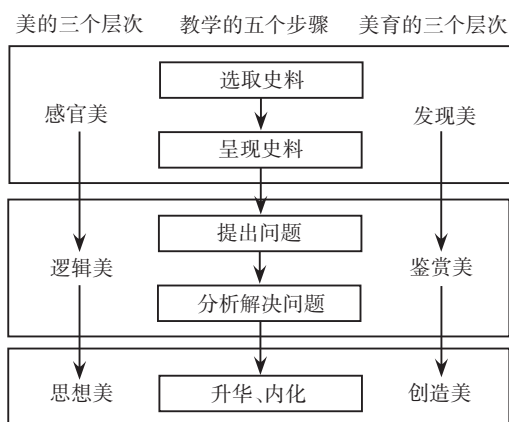 美的三个层次 教学的五个步骤 美育的三个层次
选取史料
感官美 发现美
呈现史料
提出问题
逻辑美 鉴赏美
分析解决问题
思想美 升华、内化 创造美